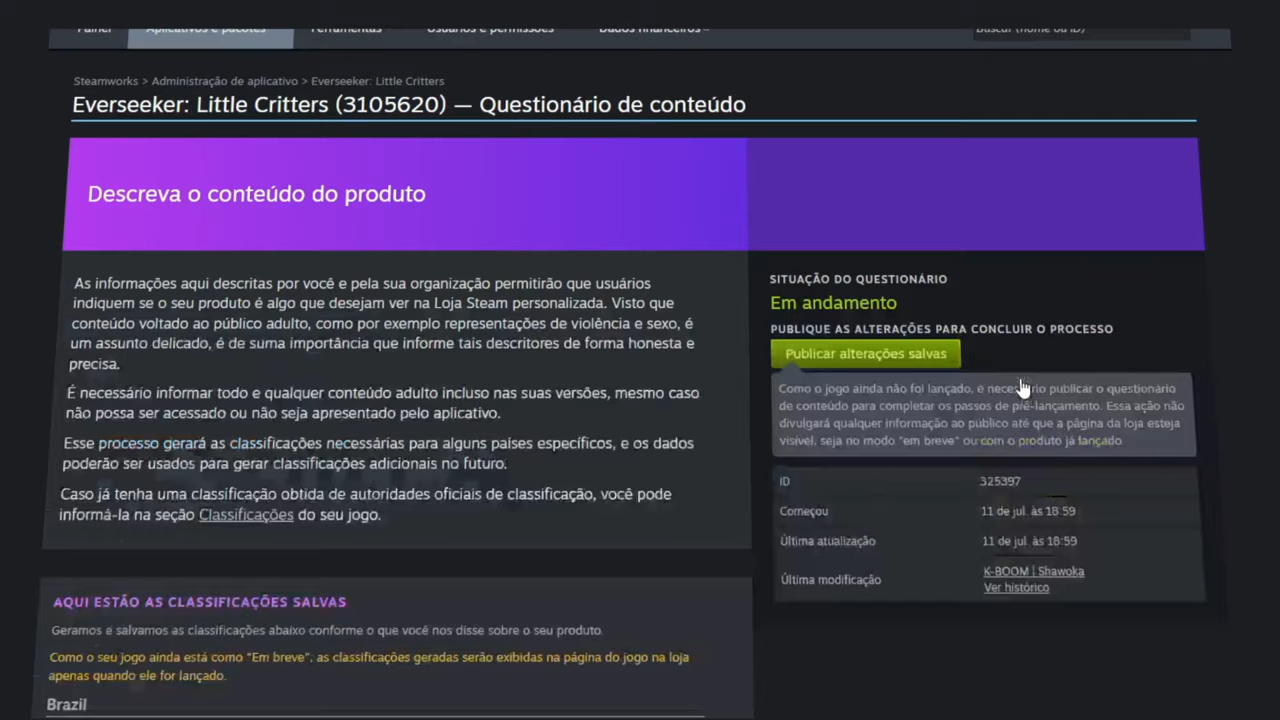 Painel Aplicativos e pacotes Ferramentas Usuários e permissões Dados financeiros Buscar (nome ou ID)
Steamworks > Administração de aplicativo > Everseeker: Little Critters
Everseeker: Little Critters (3105620) — Questionário de conteúdo
Descreva o conteúdo do produto
As informações aqui descritas por você e pela sua organização permitirão que usuários
indiquem se o seu produto é algo que desejam ver na Loja Steam personalizada. Visto que
conteúdo voltado ao público adulto, como por exemplo representações de violência e sexo, é
um assunto delicado, é de suma importância que informe tais descritores de forma honesta e
precisa.
É necessário informar todo e qualquer conteúdo adulto incluso nas suas versões, mesmo caso
não possa ser acessado ou não seja apresentado pelo aplicativo.
Esse processo gerará as classificações necessárias para alguns países específicos, e os dados
poderão ser usados para gerar classificações adicionais no futuro.
Caso já tenha uma classificação obtida de autoridades oficiais de classificação, você pode
informá-la na seção Classificações do seu jogo.
SITUAÇÃO DO QUESTIONÁRIO
Em andamento
PUBLIQUE AS ALTERAÇÕES PARA CONCLUIR O PROCESSO
Publicar alterações salvas
Como o jogo ainda não foi lançado, é necessário publicar o questionário
de conteúdo para completar os passos de pré-lançamento. Essa ação não
divulgará qualquer informação ao público até que a página da loja esteja
visível, seja no modo "em breve" ou com o produto já lançado.
ID 325397
Começou 11 de jul. às 18:59
Última atualização 11 de jul. às 18:59
Última modificação K-BOOM | Shawoka
Ver histórico
AQUI ESTÃO AS CLASSIFICAÇÕES SALVAS
Geramos e salvamos as classificações abaixo conforme o que você nos disse sobre o seu produto.
Como o seu jogo ainda está como "Em breve", as classificações geradas serão exibidas na página do jogo na loja
apenas quando ele for lançado.
Brazil